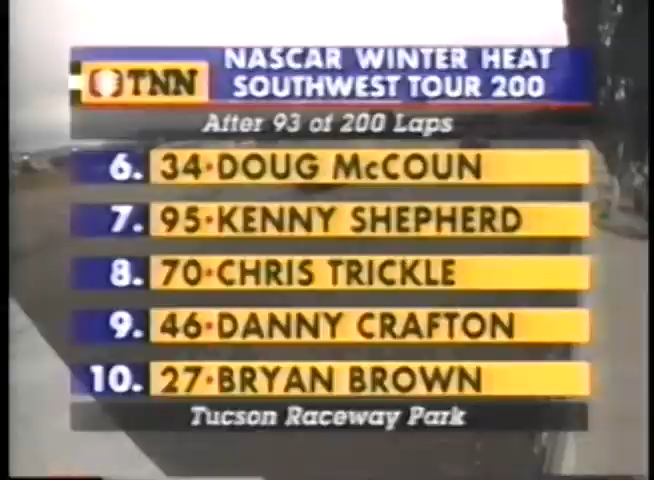 TNN
NASCAR WINTER HEAT
SOUTHWEST TOUR 200
After 93 of 200 Laps
6. 34·DOUG McCOUN
7. 95·KENNY SHEPHERD
8. 70·CHRIS TRICKLE
9. 46·DANNY CRAFTON
10. 27·BRYAN BROWN
Tucson Raceway Park